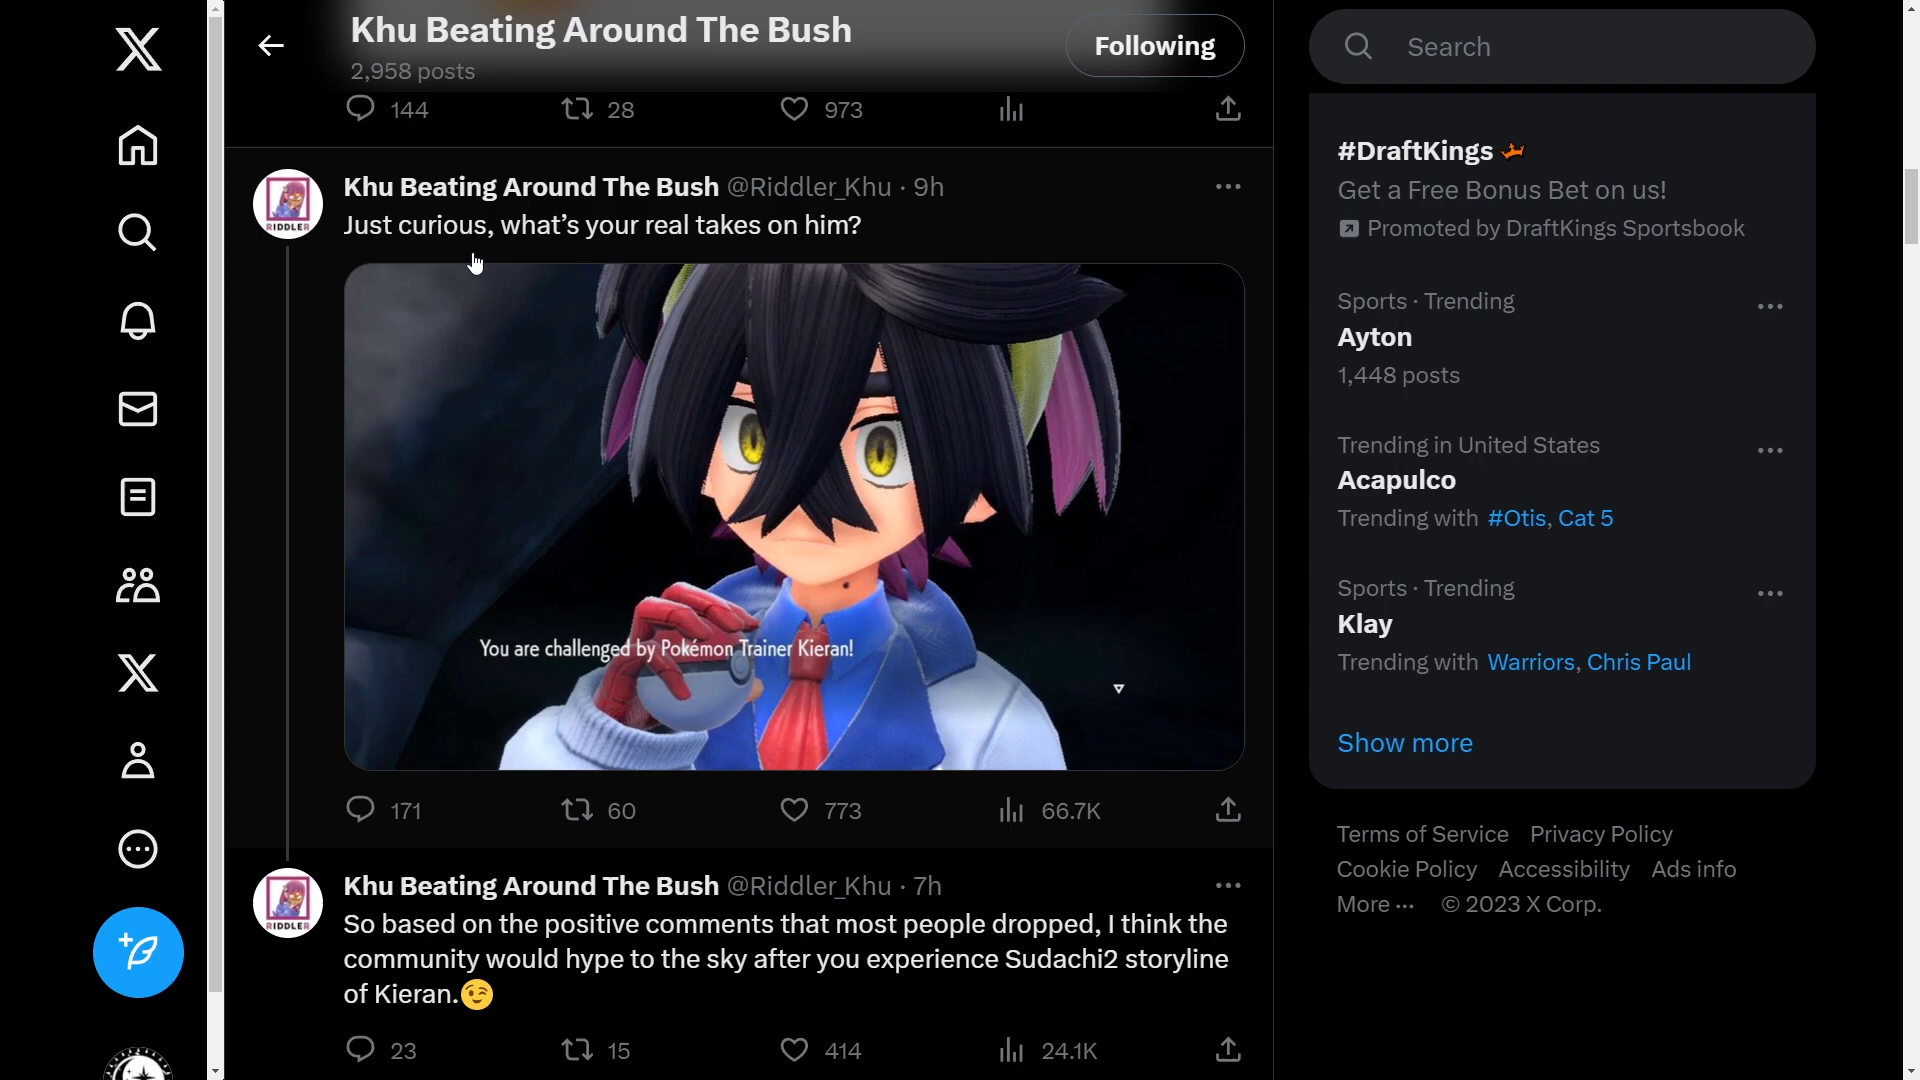 Khu Beating Around The Bush
2,958 posts
Following
144
28
973
Khu Beating Around The Bush @Riddler_Khu · 9h
Just curious, what's your real takes on him?
RIDDLER
You are challenged by Pokémon Trainer Kieran!
171
60
773
66.7K
Khu Beating Around The Bush @Riddler_Khu · 7h
So based on the positive comments that most people dropped, I think the
community would hype to the sky after you experience Sudachi2 storyline
of Kieran.😉
RIDDLER
23
15
414
24.1K
Search
#DraftKings
Get a Free Bonus Bet on us!
Promoted by DraftKings Sportsbook
Sports · Trending
Ayton
1,448 posts
Trending in United States
Acapulco
Trending with #Otis, Cat 5
Sports · Trending
Klay
Trending with Warriors, Chris Paul
Show more
Terms of Service Privacy Policy
Cookie Policy Accessibility Ads info
More ··· © 2023 X Corp.